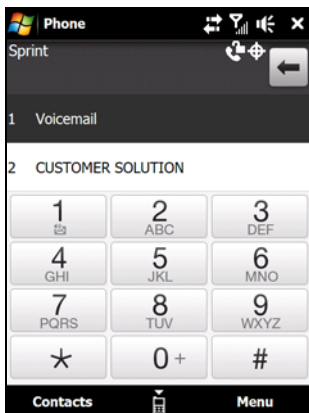 Phone
Sprint
1 Voicemail
2 CUSTOMER SOLUTION
1 2 3
ABC DEF
4 5 6
GHI JKL MNO
7 8 9
PQRS TUV WXYZ
* 0 + #
Contacts Menu